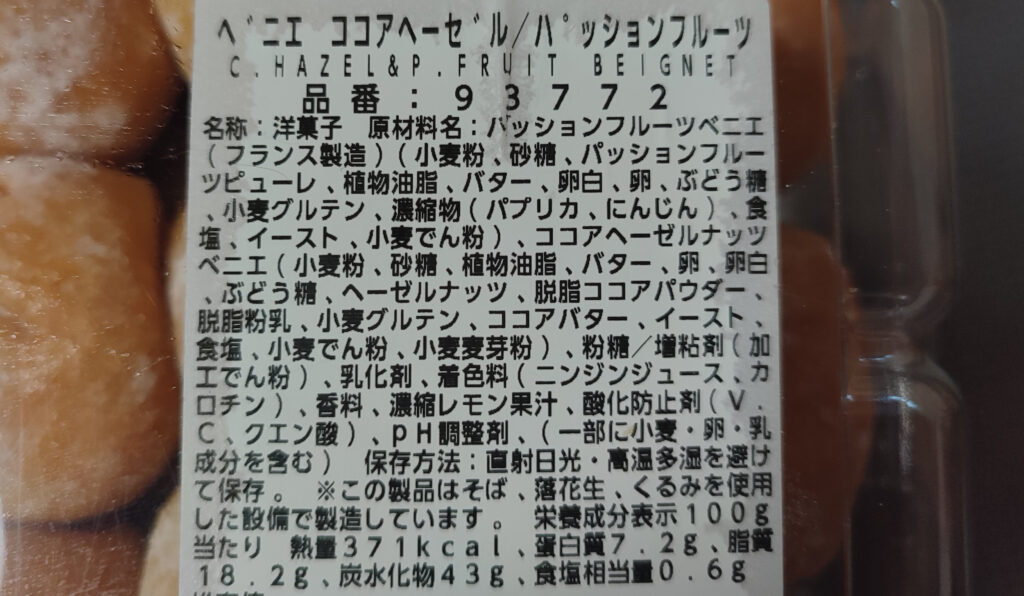 ベニエ ココアヘーゼル/パッションフルーツ
C.HAZEL&P.FRUIT BEIGNET
品番:93772
名称:洋菓子 原材料名:パッションフルーツベニエ
(フランス製造)(小麦粉、砂糖、パッションフルー
ツピューレ、植物油脂、バター、卵白、卵、ぶどう糖
、小麦グルテン、濃縮物(パプリカ、にんじん)、食
塩、イースト、小麦でん粉)、ココアヘーゼルナッツ
ベニエ(小麦粉、砂糖、植物油脂、バター、卵、卵白
、ぶどう糖、ヘーゼルナッツ、脱脂ココアパウダー、
脱脂粉乳、小麦グルテン、ココアバター、イースト、
食塩、小麦でん粉、小麦麦芽粉)、粉糖/増粘剤(加
工でん粉)、乳化剤、着色料(ニンジンジュース、カ
ロチン)、香料、濃縮レモン果汁、酸化防止剤(V.
C、クエン酸)、pH調整剤、(一部に小麦・卵・乳
成分を含む) 保存方法:直射日光・高温多湿を避け
て保存。 ※この製品はそば、落花生、くるみを使用
した設備で製造しています。 栄養成分表示100g
当たり 熱量371kcal、蛋白質7.2g、脂質
18.2g、炭水化物43g、食塩相当量0.6g